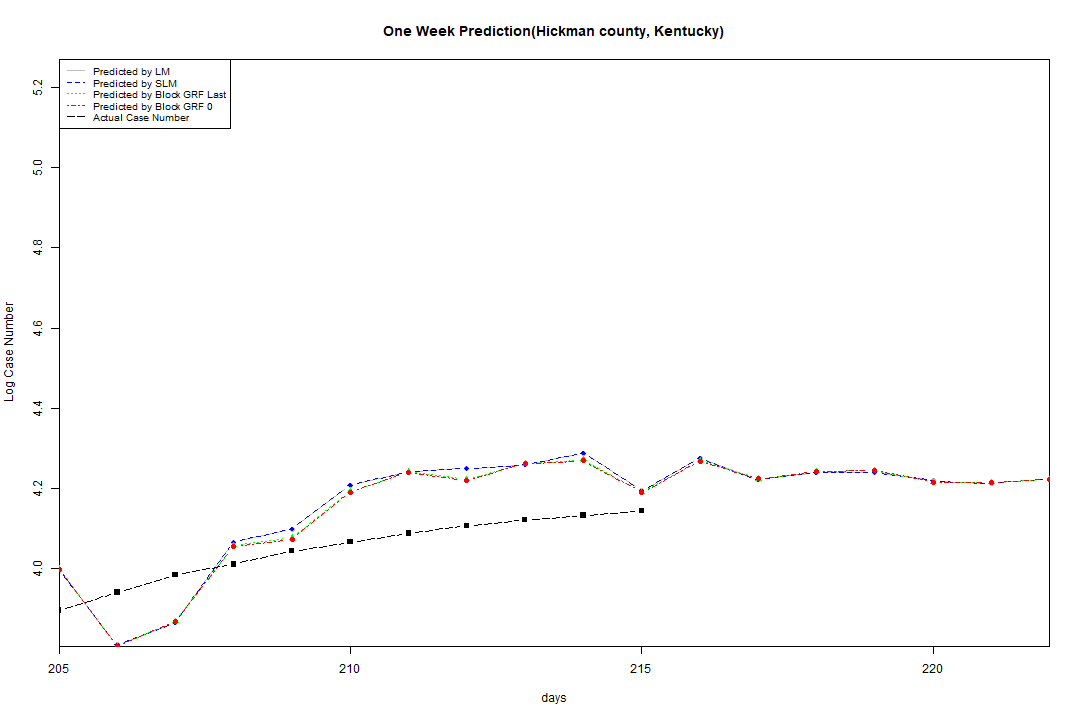 One Week Prediction(Hickman county, Kentucky)
Predicted by LM
Predicted by SLM
Predicted by Block GRF Last
Predicted by Block GRF 0
Actual Case Number
5.2
5.0
4.8
4.6
4.4
4.2
4.0
Log Case Number
205
210
215
220
days